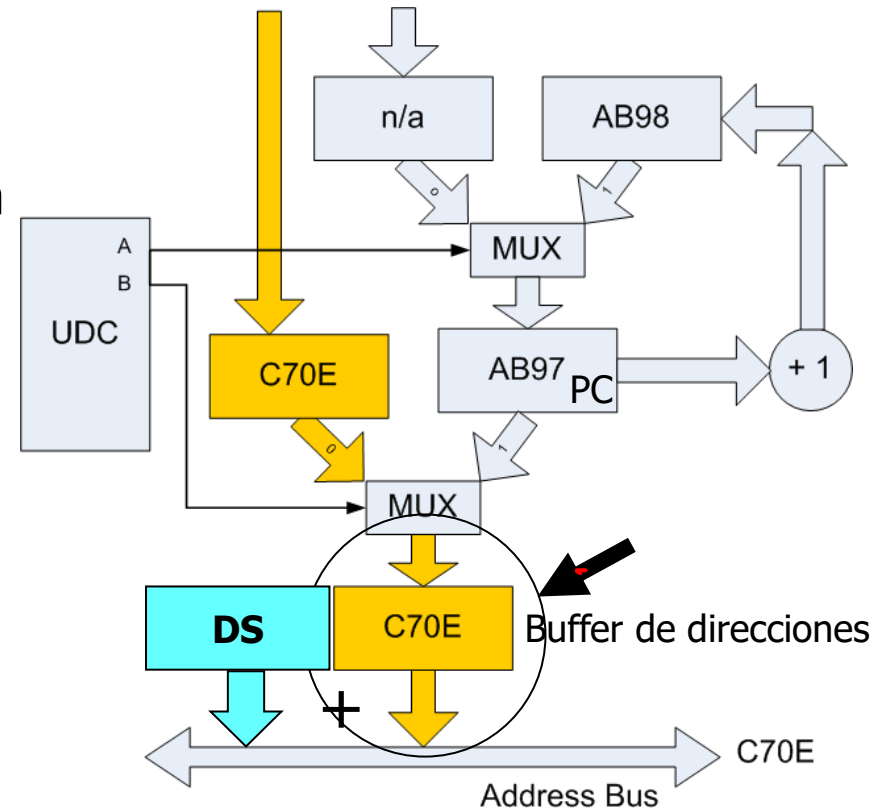 n/a
AB98
0
1
A
MUX
B
UDC
C70E
AB97
PC
+ 1
0
1
MUX
DS
C70E
Buffer de direcciones
+
C70E
Address Bus